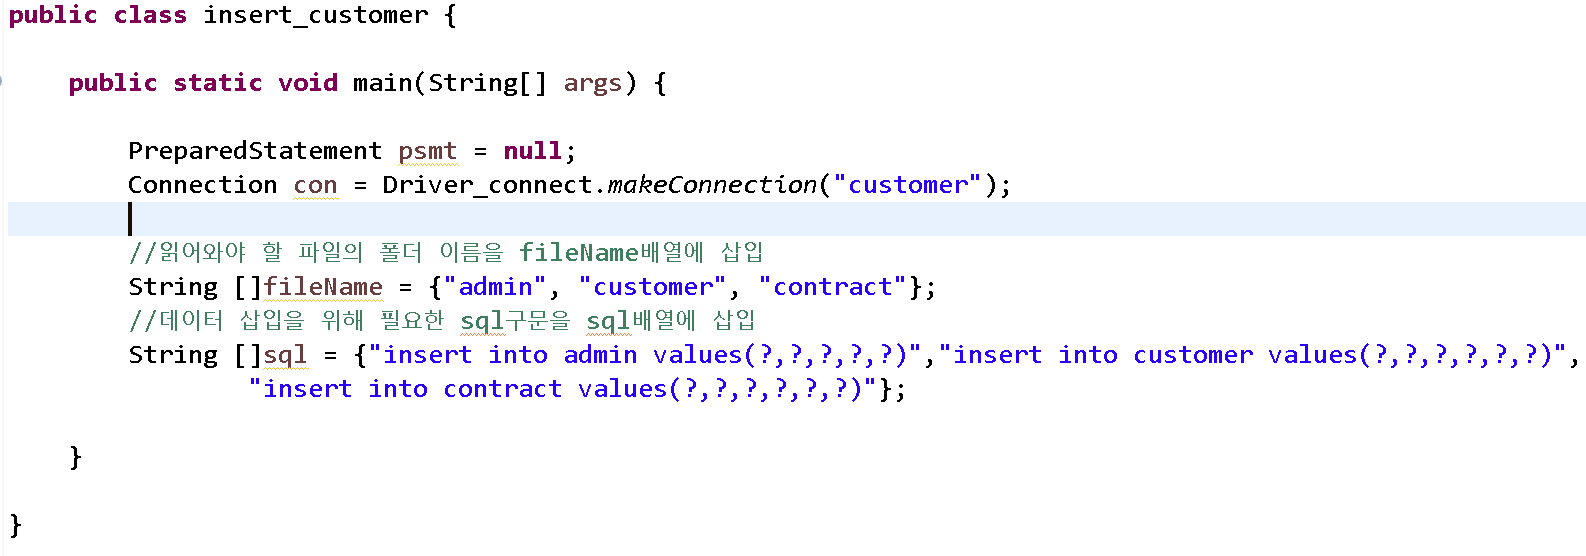 public class insert_customer {
public static void main(String[] args) {
PreparedStatement psmt = null;
Connection con = Driver_connect.makeConnection("customer");
//읽어와야 할 파일의 폴더 이름을 fileName배열에 삽입
String []fileName = {"admin", "customer", "contract"};
//데이터 삽입을 위해 필요한 sql구문을 sql배열에 삽입
String []sql = {"insert into admin values(?,?,?,?,?)","insert into customer values(?,?,?,?,?,?)",
"insert into contract values(?,?,?,?,?,?)"};
}
}